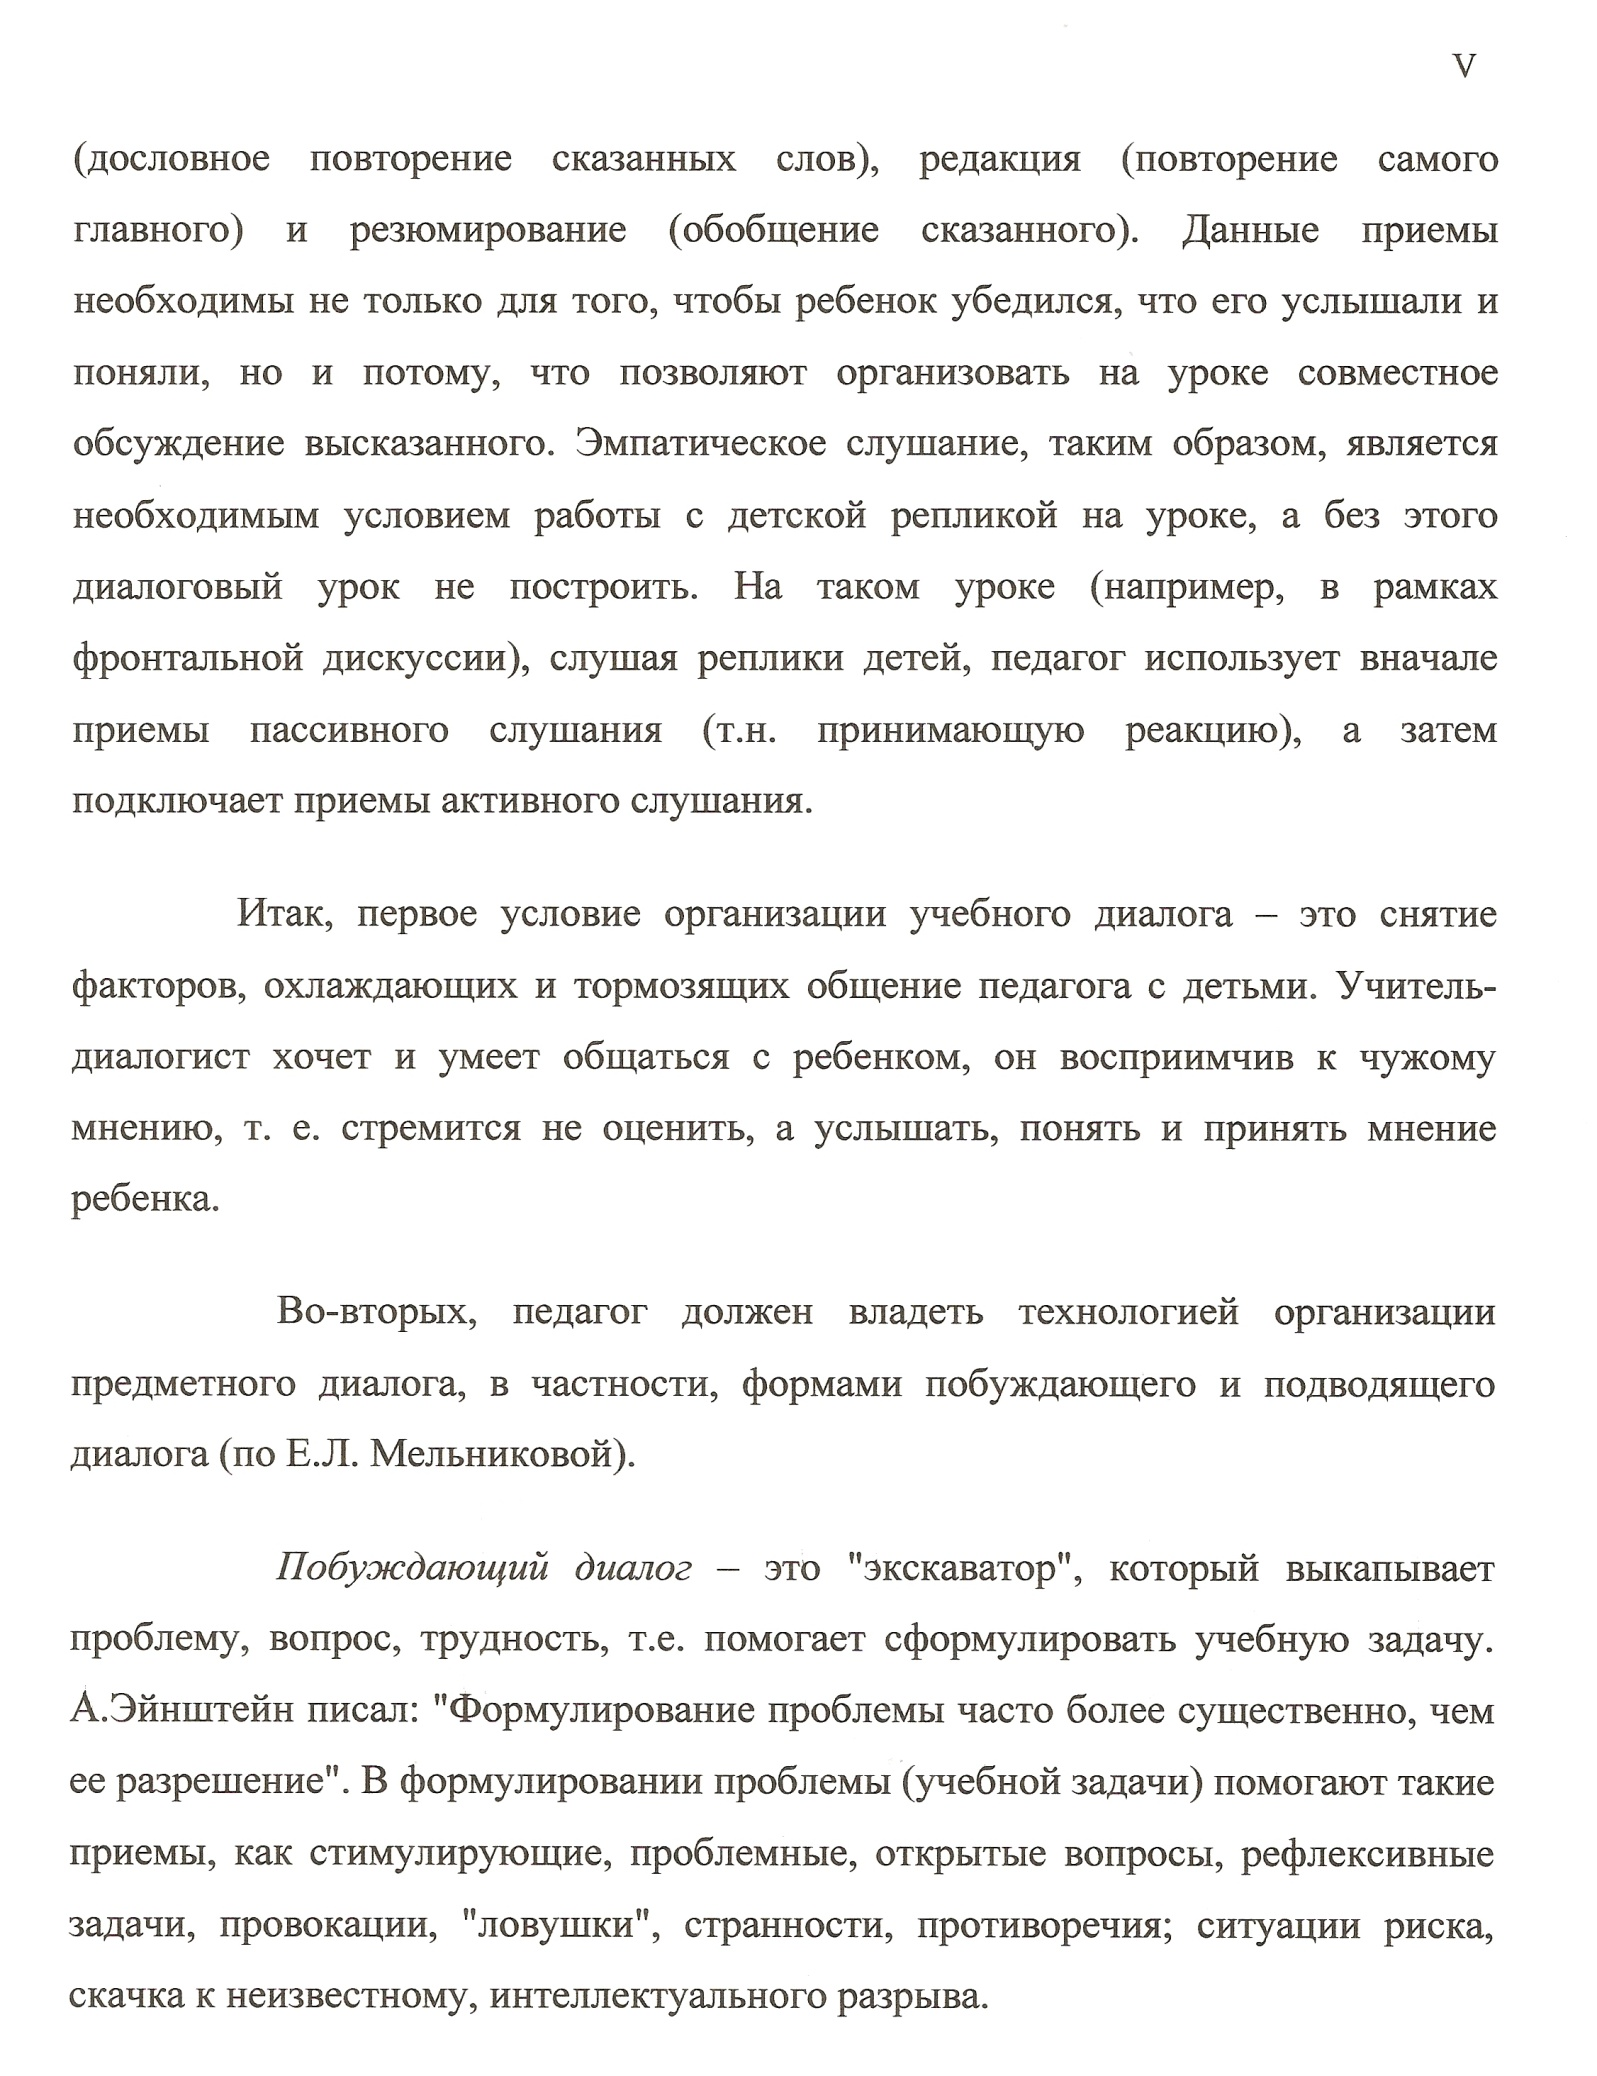 V
(дословное повторение сказанных слов), редакция (повторение самого
главного) и резюмирование (обобщение сказанного). Данные приемы
необходимы не только для того, чтобы ребенок убедился, что его услышали и
поняли, но и потому, что позволяют организовать на уроке совместное
обсуждение высказанного. Эмпатическое слушание, таким образом, является
необходимым условием работы с детской репликой на уроке, а без этого
диалоговый урок не построить. На таком уроке (например, в рамках
фронтальной дискуссии), слушая реплики детей, педагог использует вначале
приемы пассивного слушания (т.н. принимающую реакцию), а затем
подключает приемы активного слушания.
Итак, первое условие организации учебного диалога – это снятие
факторов, охлаждающих и тормозящих общение педагога с детьми. Учитель-
диалогист хочет и умеет общаться с ребенком, он восприимчив к чужому
мнению, т. е. стремится не оценить, а услышать, понять и принять мнение
ребенка.
Во-вторых, педагог должен владеть технологией организации
предметного диалога, в частности, формами побуждающего и подводящего
диалога (по Е.Л. Мельниковой).
Побуждающий диалог – это "экскаватор", который выкапывает
проблему, вопрос, трудность, т.е. помогает сформулировать учебную задачу.
А.Эйнштейн писал: "Формулирование проблемы часто более существенно, чем
ее разрешение". В формулировании проблемы (учебной задачи) помогают такие
приемы, как стимулирующие, проблемные, открытые вопросы, рефлексивные
задачи, провокации, "ловушки", странности, противоречия; ситуации риска,
скачка к неизвестному, интеллектуального разрыва.